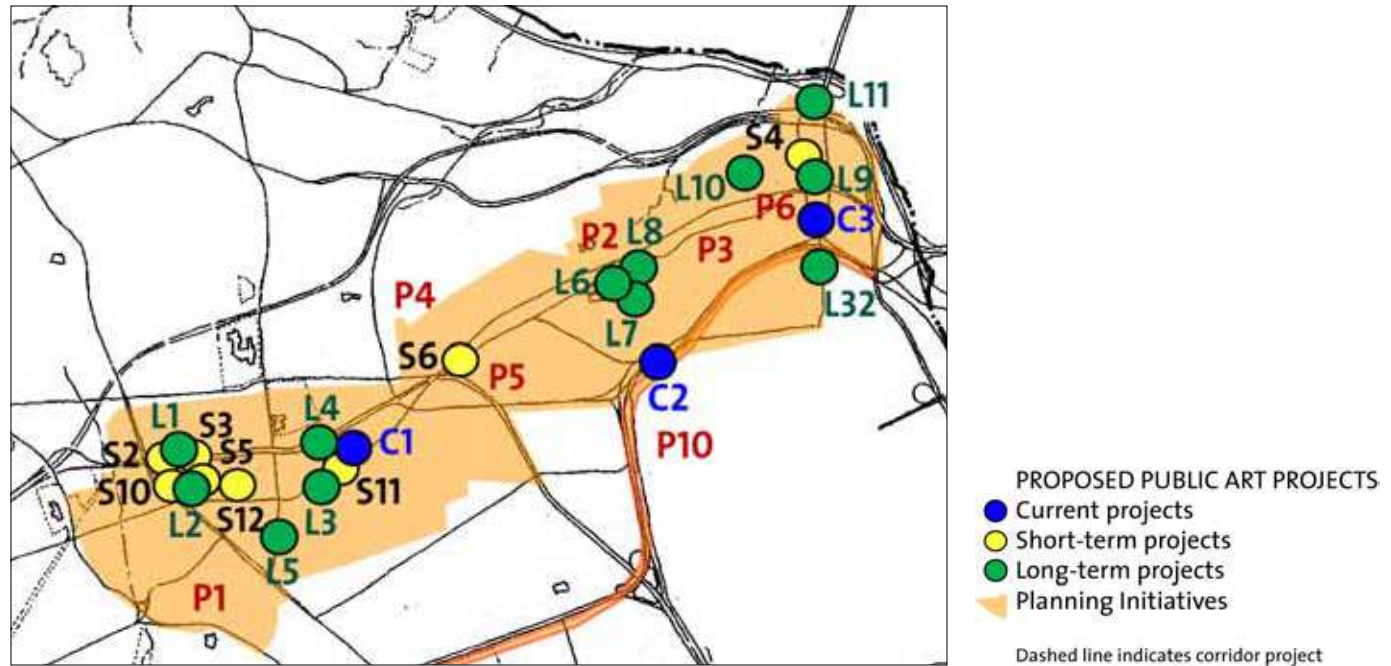 L11
S4
L10
L9
P6
C3
P2
L8
P3
L6
L32
P4
L7
S6
P5
C2
P10
L1
S3
L4
C1
S2
S5
S10
S11
L2
S12
L3
L5
P1
PROPOSED PUBLIC ART PROJECTS
Current projects
Short-term projects
Long-term projects
Planning Initiatives
Dashed line indicates corridor project